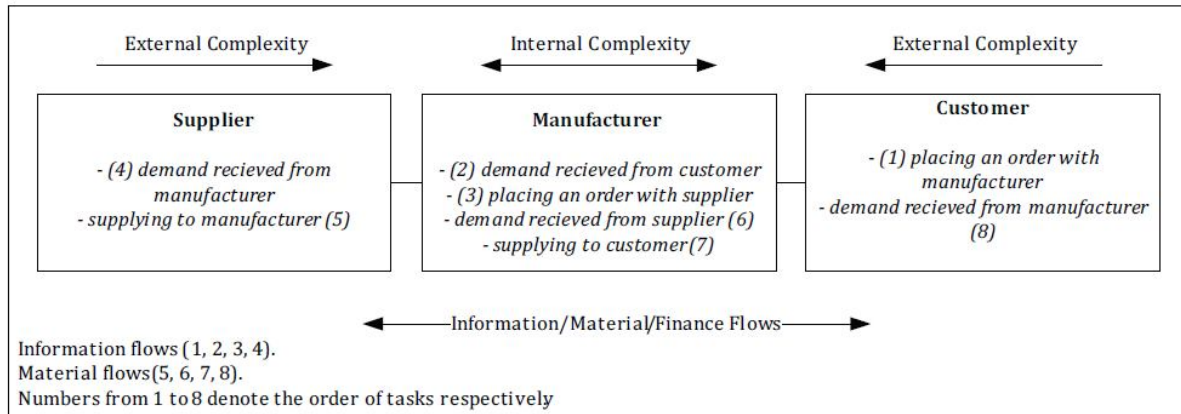 External Complexity
Internal Complexity
External Complexity
Supplier
- (4) demand recieved from
manufacturer
- supplying to manufacturer (5)
Manufacturer
- (2) demand recieved from customer
- (3) placing an order with supplier
- demand recieved from supplier (6)
- supplying to customer (7)
Customer
- (1) placing an order with
manufacturer
- demand recieved from manufacturer
(8)
Information/Material/Finance Flows
Information flows (1, 2, 3, 4).
Material flows(5, 6, 7, 8).
Numbers from 1 to 8 denote the order of tasks respectively